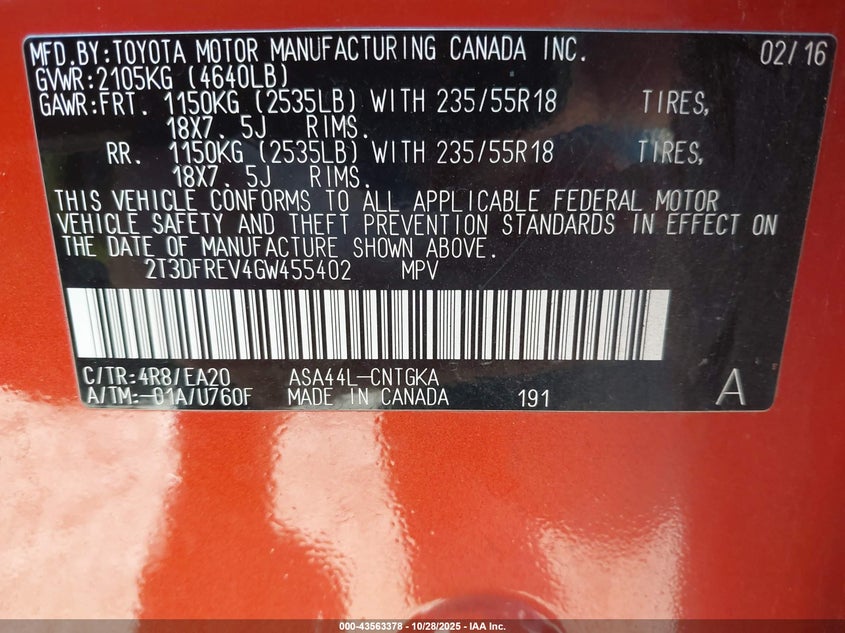 MFD.BY:TOYOTA MOTOR MANUFACTURING CANADA INC. 02/16
GVWR:2105KG (4640LB)
GAWR:FRT. 1150KG (2535LB) WITH 235/55R18 TIRES,
18X7. 5J RIMS.
RR. 1150KG (2535LB) WITH 235/55R18 TIRES,
18X7. 5J RIMS.
THIS VEHICLE CONFORMS TO ALL APPLICABLE FEDERAL MOTOR
VEHICLE SAFETY AND THEFT PREVENTION STANDARDS IN EFFECT ON
THE DATE OF MANUFACTURE SHOWN ABOVE.
2T3DFREV4GW455402 MPV
C/TR:4R8/EA20 ASA44L-CNTGKA A
A/TM:-01A/U760F MADE IN CANADA 191
000-43563378 | 10/28/2025 | IAA Inc.